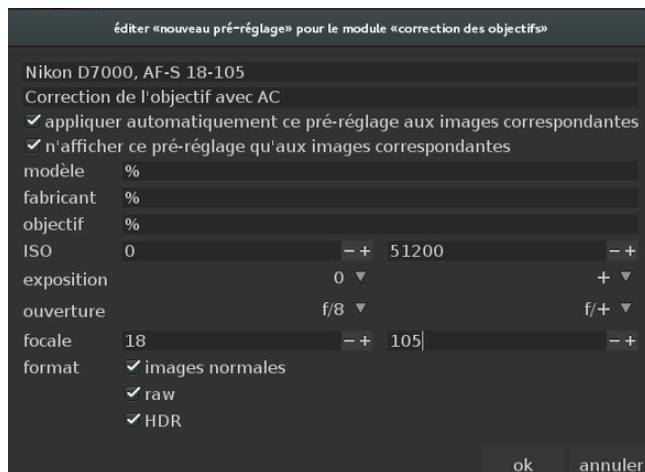 éditer «nouveau pré-réglage» pour le module «correction des objectifs»
Nikon D7000, AF-S 18-105
Correction de l'objectif avec AC
appliquer automatiquement ce pré-réglage aux images correspondantes
n'afficher ce pré-réglage qu'aux images correspondantes
modèle %
fabricant %
objectif %
ISO 0 −+ 51200 −+
exposition 0 ▼ + ▼
ouverture f/8 ▼ f/+ ▼
focale 18 −+ 105 −+
format images normales
raw
HDR
ok annuler